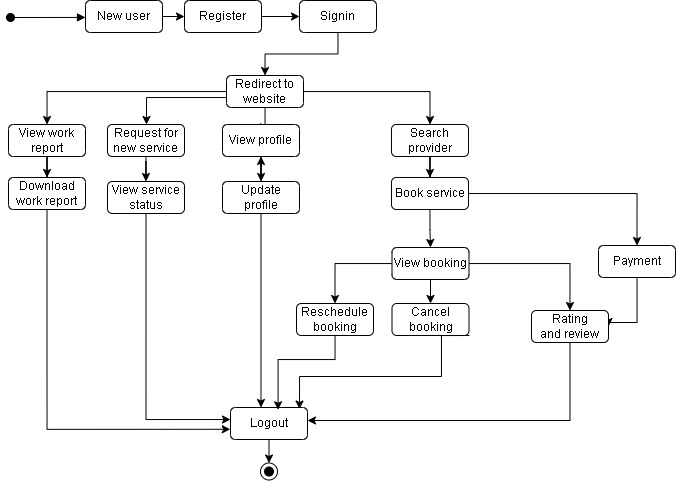 New user
Register
Signin
Redirect to
website
View work
report
Request for
new service
View profile
Search
provider
Download
work report
View service
status
Update
profile
Book service
View booking
Payment
Reschedule
booking
Cancel
booking
Rating
and review
Logout